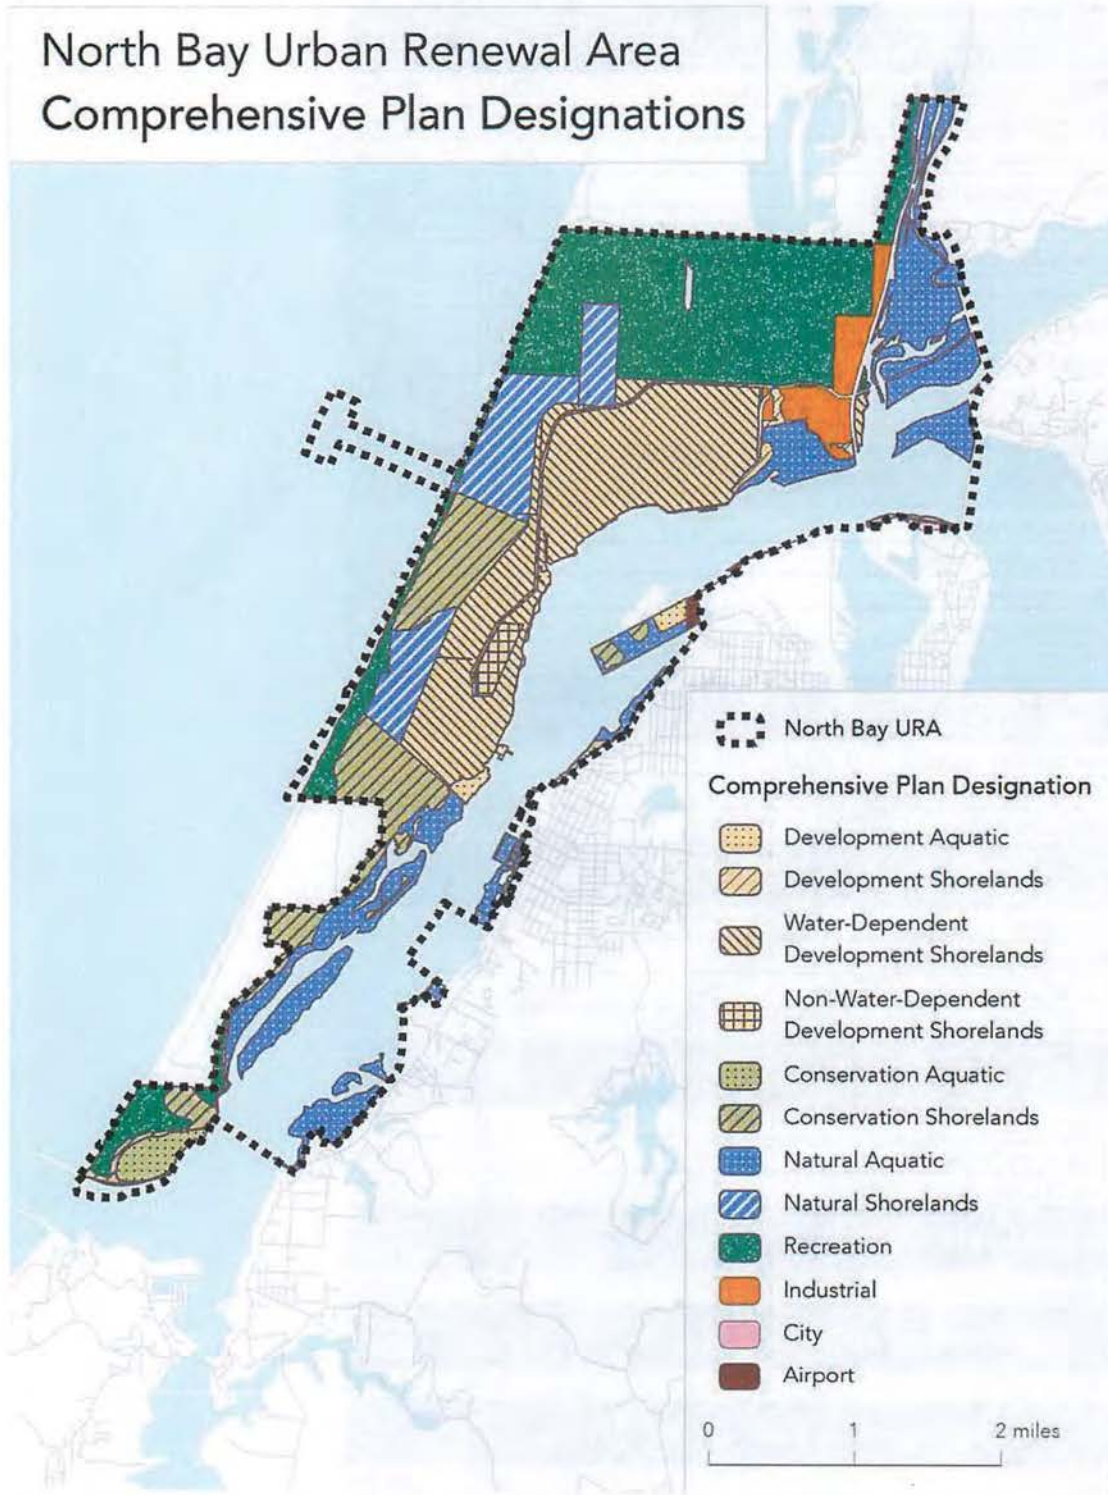 North Bay Urban Renewal Area
Comprehensive Plan Designations
North Bay URA
Comprehensive Plan Designation
Development Aquatic
Development Shorelands
Water-Dependent
Development Shorelands
Non-Water-Dependent
Development Shorelands
Conservation Aquatic
Conservation Shorelands
Natural Aquatic
Natural Shorelands
Recreation
Industrial
City
Airport
0 1 2 miles